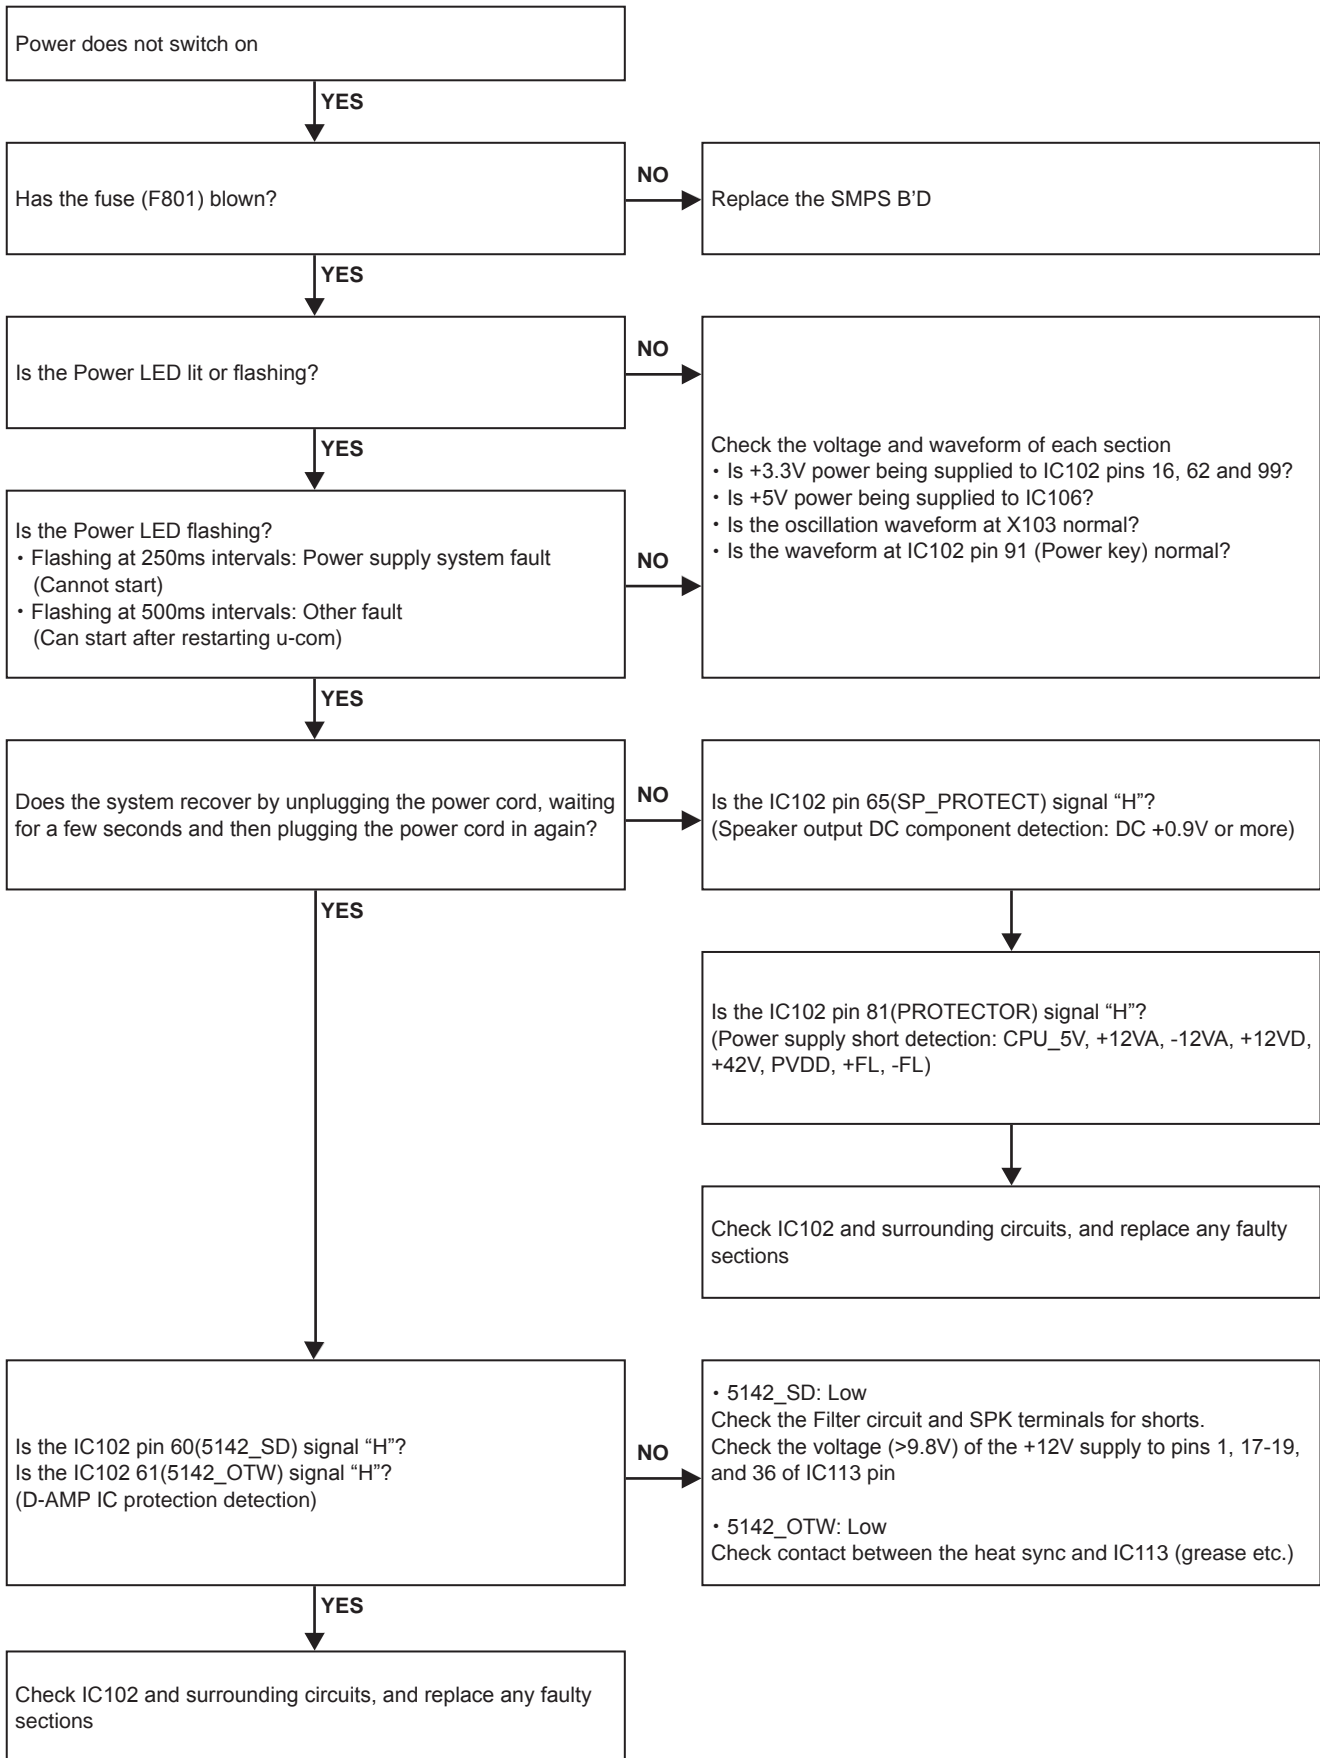 Power does not switch on
YES
Has the fuse (F801) blown?
NO
Replace the SMPS B’D
YES
Is the Power LED lit or flashing?
NO
Check the voltage and waveform of each section
・Is +3.3V power being supplied to IC102 pins 16, 62 and 99?
・Is +5V power being supplied to IC106?
・Is the oscillation waveform at X103 normal?
・Is the waveform at IC102 pin 91 (Power key) normal?
YES
Is the Power LED flashing?
・Flashing at 250ms intervals: Power supply system fault
(Cannot start)
・Flashing at 500ms intervals: Other fault
(Can start after restarting u-com)
NO
YES
Does the system recover by unplugging the power cord, waiting
for a few seconds and then plugging the power cord in again?
NO
Is the IC102 pin 65(SP_PROTECT) signal “H”?
(Speaker output DC component detection: DC +0.9V or more)
YES
Is the IC102 pin 81(PROTECTOR) signal “H”?
(Power supply short detection: CPU_5V, +12VA, -12VA, +12VD,
+42V, PVDD, +FL, -FL)
Check IC102 and surrounding circuits, and replace any faulty
sections
Is the IC102 pin 60(5142_SD) signal “H”?
Is the IC102 61(5142_OTW) signal “H”?
(D-AMP IC protection detection)
NO
・5142_SD: Low
Check the Filter circuit and SPK terminals for shorts.
Check the voltage (>9.8V) of the +12V supply to pins 1, 17-19,
and 36 of IC113 pin
・5142_OTW: Low
Check contact between the heat sync and IC113 (grease etc.)
YES
Check IC102 and surrounding circuits, and replace any faulty
sections